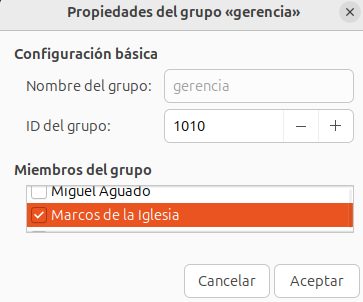 Propiedades del grupo «gerencia»
Configuración básica
Nombre del grupo: gerencia
ID del grupo: 1010
Miembros del grupo
Miguel Aguado
Marcos de la Iglesia
Cancelar Aceptar